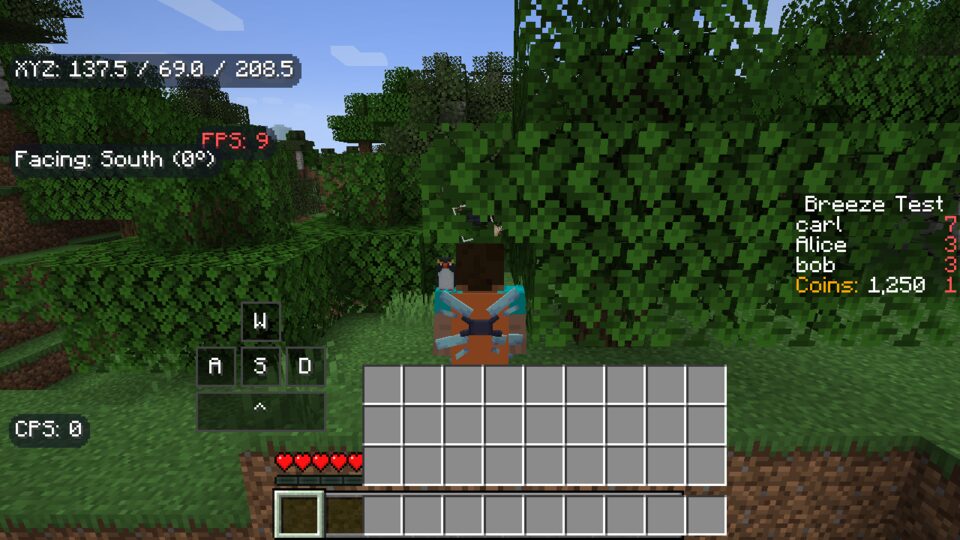 XYZ: 137.5 / 69.0 / 208.5
FPS: 9
Facing: South (0°)
Breeze Test
carl 7
Alice 3
bob 3
Coins: 1,250 1
W
A S D
^
CPS: 0